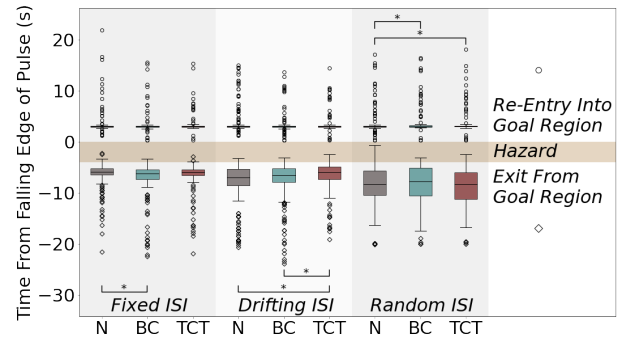 Time From Falling Edge of Pulse (s)
20
10
0
−10
−20
−30
*
*
Re-Entry Into
Goal Region
Hazard
Exit From
Goal Region
*
*
*
Fixed ISI
Drifting ISI
Random ISI
N
BC
TCT
N
BC
TCT
N
BC
TCT